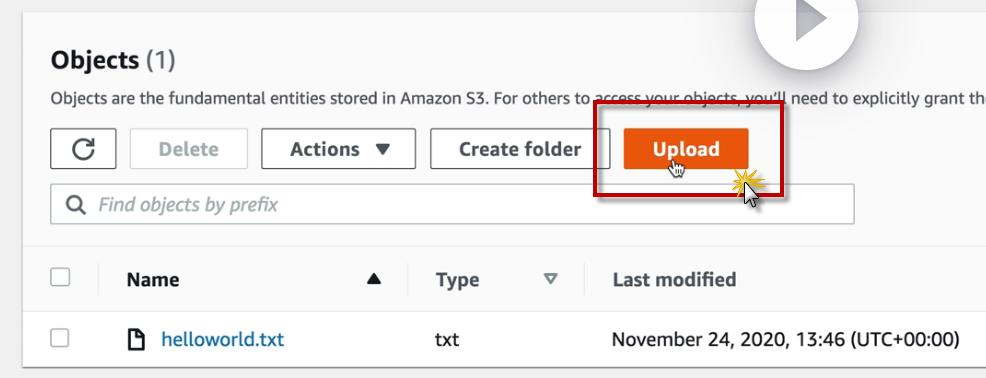 Objects (1)
Objects are the fundamental entities stored in Amazon S3. For others to access your objects, you'll need to explicitly grant
Delete Actions Create folder Upload
Find objects by prefix
Name Type Last modified
helloworld.txt txt November 24, 2020, 13:46 (UTC+00:00)